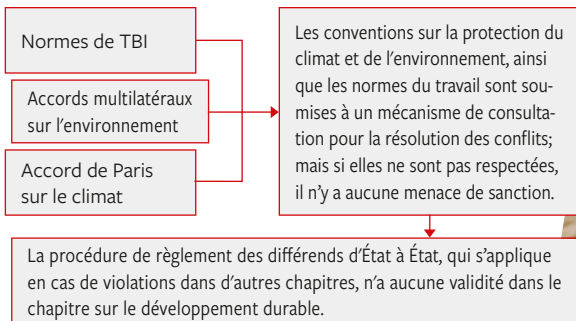 Normes de TBI
Accords multilatéraux
sur l'environnement
Accord de Paris
sur le climat
Les conventions sur la protection du
climat et de l'environnement, ainsi
que les normes du travail sont sou-
mises à un mécanisme de consulta-
tion pour la résolution des conflits;
mais si elles ne sont pas respectées,
il n'y a aucune menace de sanction.
La procédure de règlement des différends d'État à État, qui s'applique
en cas de violations dans d'autres chapitres, n'a aucune validité dans le
chapitre sur le développement durable.